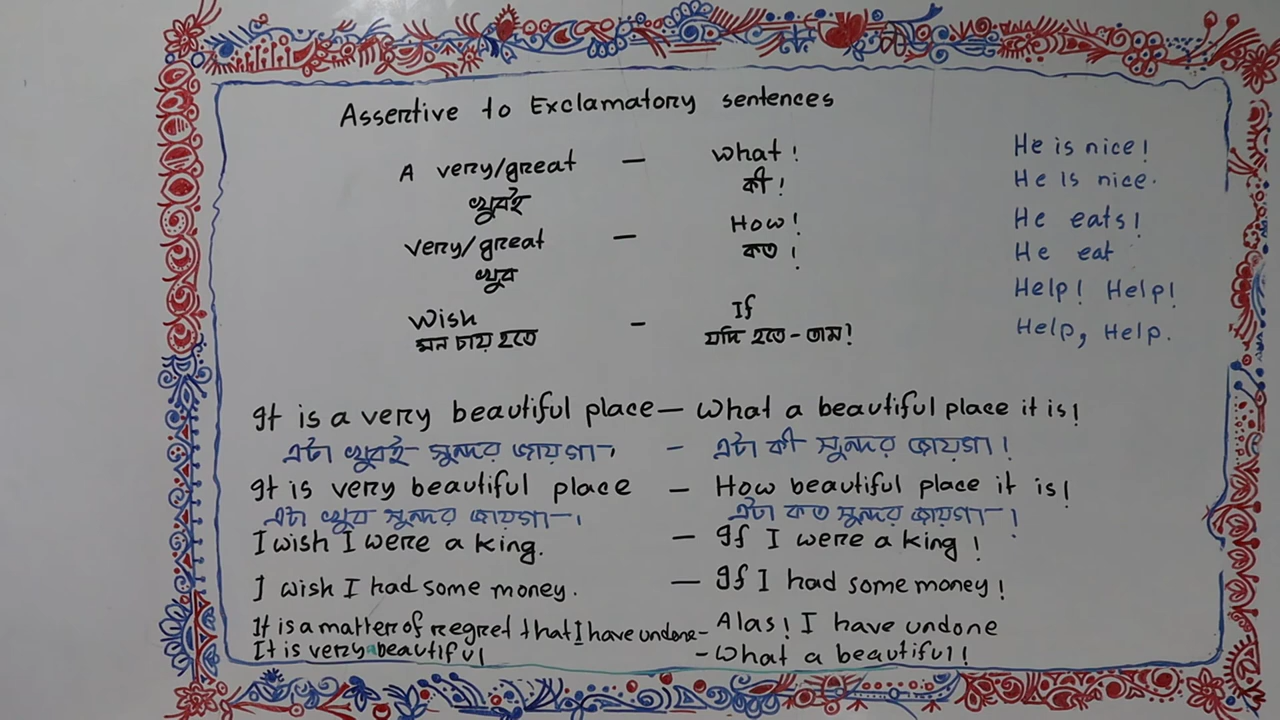 Assertive to Exclamatory sentences
A very/great – What!
খুবই কী!
very/great – How!
খুব কত!
Wish – If
মন চায় হতে যদি হতে-তাম!
He is nice!
He is nice.
He eats!
He eat
Help! Help!
Help, Help.
It is a very beautiful place – What a beautiful place it is!
এটা খুবই সুন্দর জায়গা। – এটা কী সুন্দর জায়গা!
It is very beautiful place – How beautiful place it is!
এটা খুব সুন্দর জায়গা। এটা কত সুন্দর জায়গা!
I wish I were a king. – If I were a king!
I wish I had some money. – If I had some money!
It is a matter of regret that I have undone – Alas! I have undone
It is very beautiful – What a beautiful!